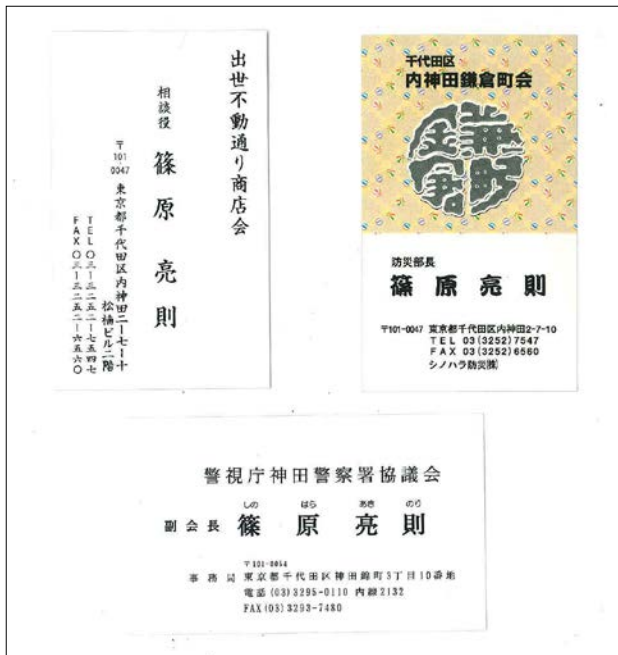 出世不動通り商店会
相談役 篠原亮則
〒101-0047 東京都千代田区内神田二ー七ー十
松楠ビル二階
TEL 〇三ー三二五二ー七五四七
FAX 〇三ー三二五二ー六五六〇
千代田区
内神田鎌倉町会
鎌倉町
防災部長
篠原亮則
〒101-0047 東京都千代田区内神田2-7-10
TEL 03(3252)7547
FAX 03(3252)6560
シノハラ防災㈱
警視庁神田警察署協議会
しの はら あき のり
副会長 篠原亮則
〒101-0054
事務局 東京都千代田区神田錦町3丁目10番地
電話(03)3295-0110 内線2132
FAX(03)3293-7480